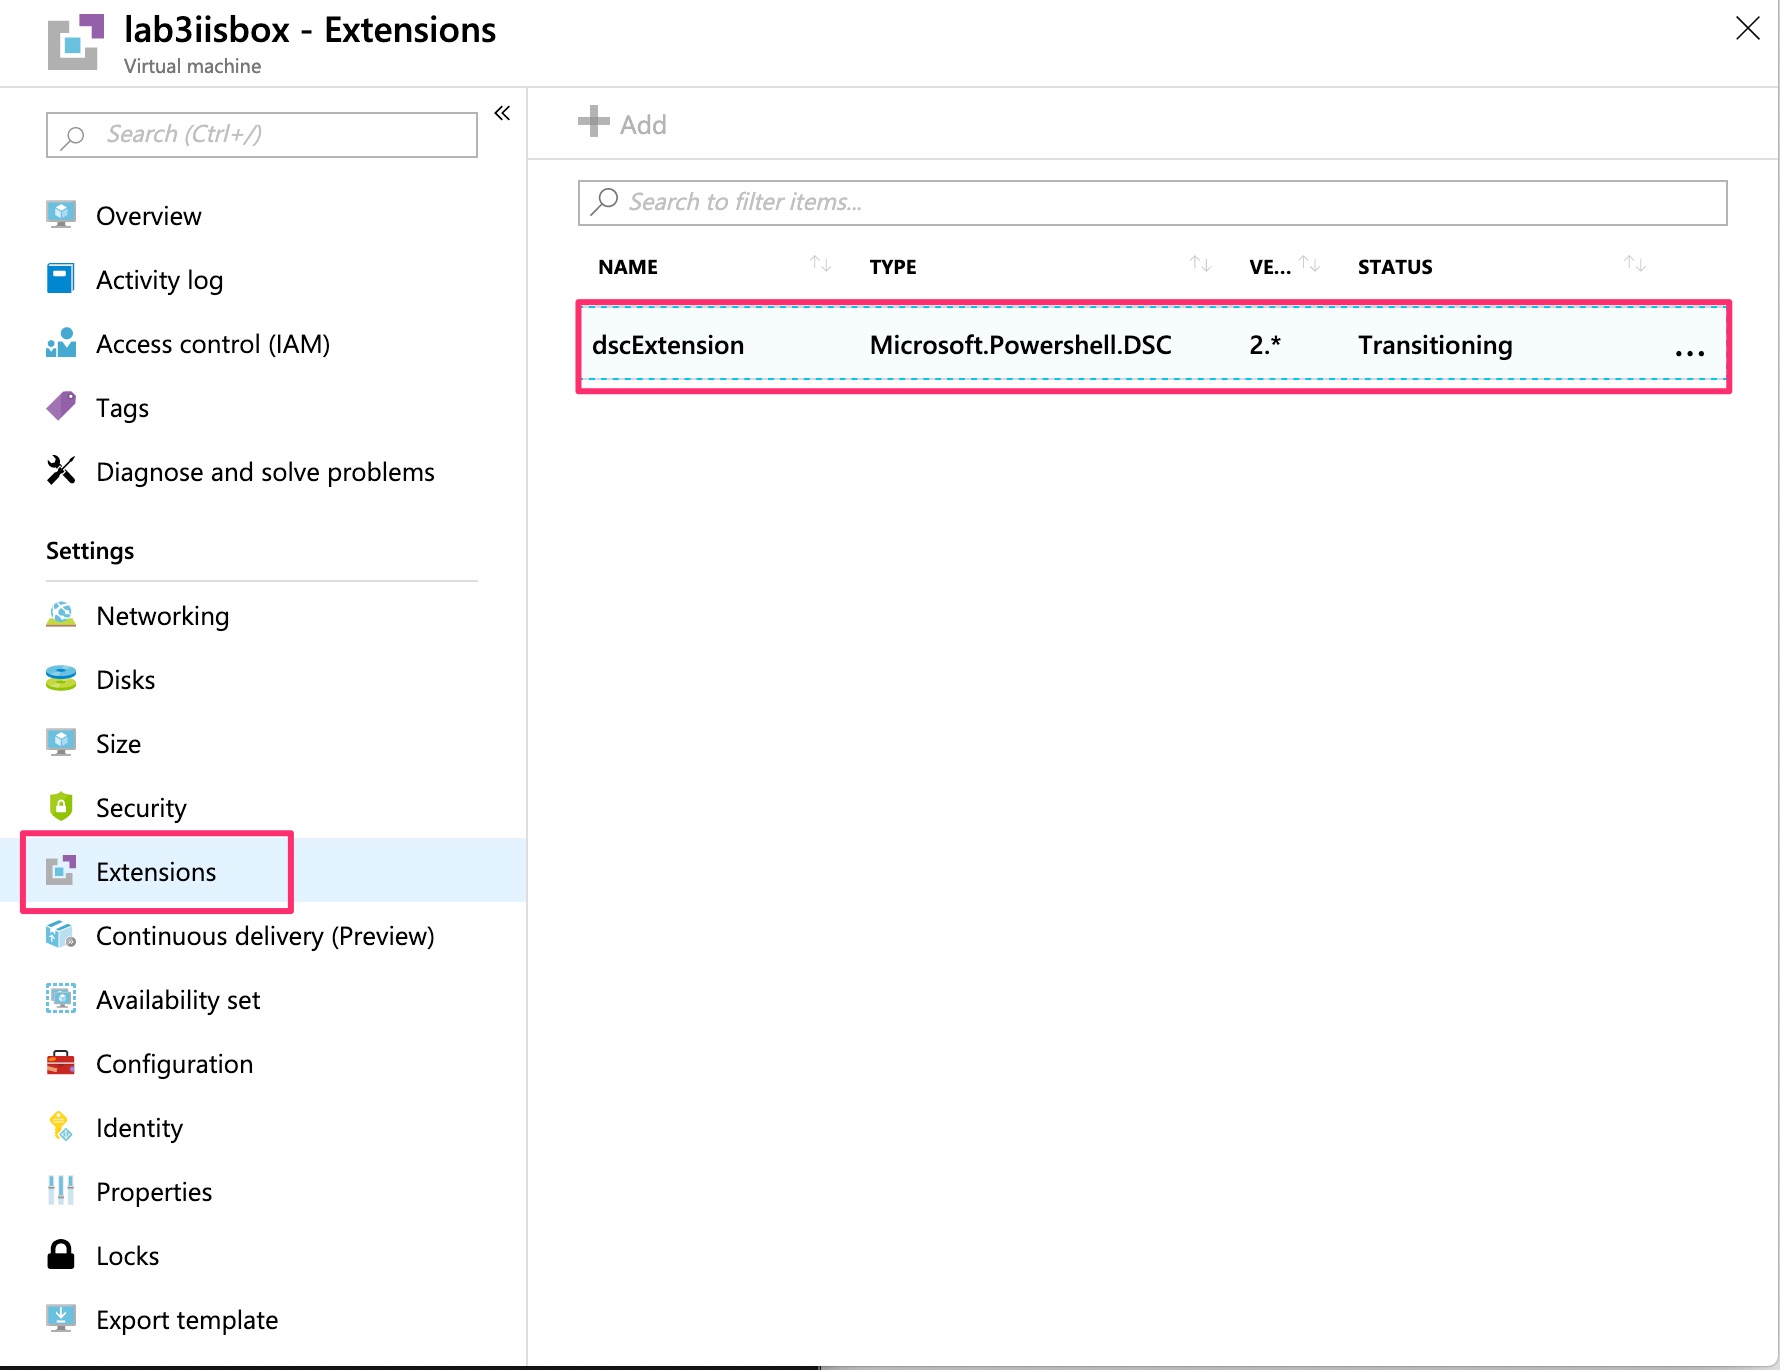 lab3iisbox - Extensions
Virtual machine
Search (Ctrl+/)
«
Overview
Activity log
Access control (IAM)
Tags
Diagnose and solve problems
Settings
Networking
Disks
Size
Security
Extensions
Continuous delivery (Preview)
Availability set
Configuration
Identity
Properties
Locks
Export template
Add
Search to filter items...
NAME TYPE VE... STATUS
dscExtension Microsoft.Powershell.DSC 2.* Transitioning ...